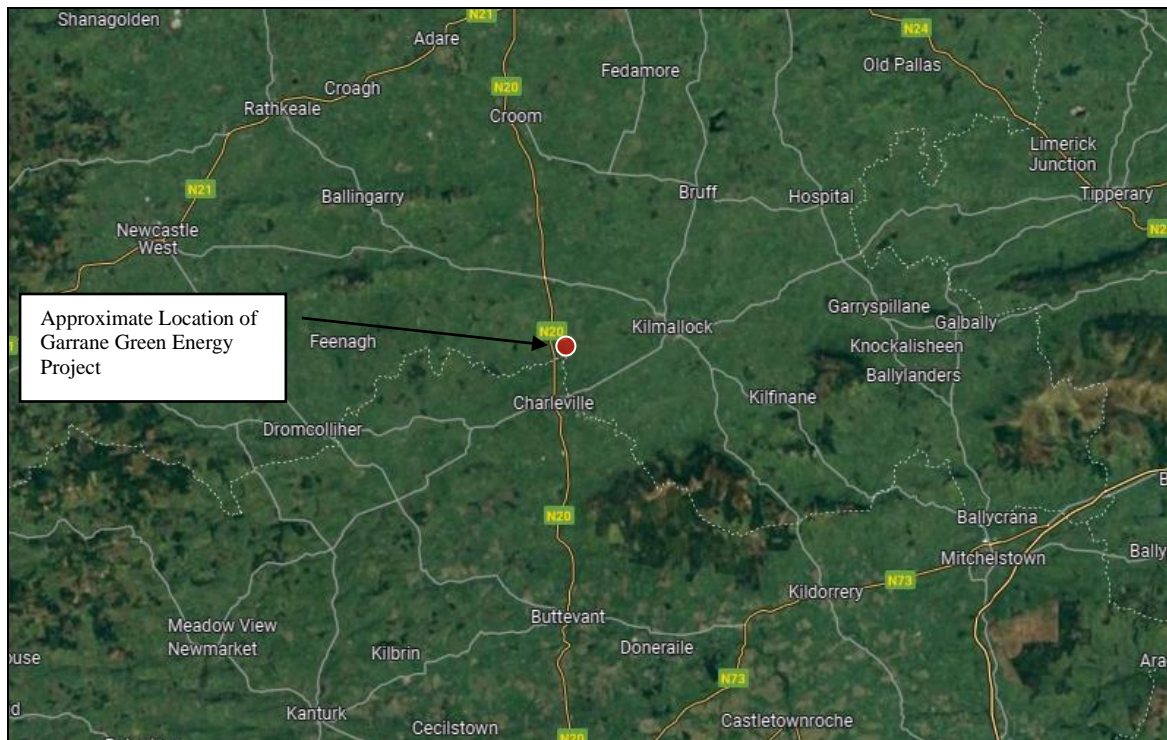 Shanagolden
N21
N24
Adare
Old Pallas
Fedamore
Croagh
N20
Rathkeale
Croom
Limerick
Junction
N21
Ballingarry
Bruff
Hospital
Tipperary
Newcastle
West
Approximate Location of
Garrane Green Energy
Project
Garryspillane
Galbally
N20
Kilmallock
Feenagh
Knockalisheen
Ballylanders
Charleville
Kilfinane
Dromcolliher
N20
Ballycrana
Mitchelstown
Bally
N73
Kildorrery
Buttevant
Meadow View
Newmarket
Kilbrin
Doneraile
N73
Kanturk
Cecilstown
Castletownroche
N20